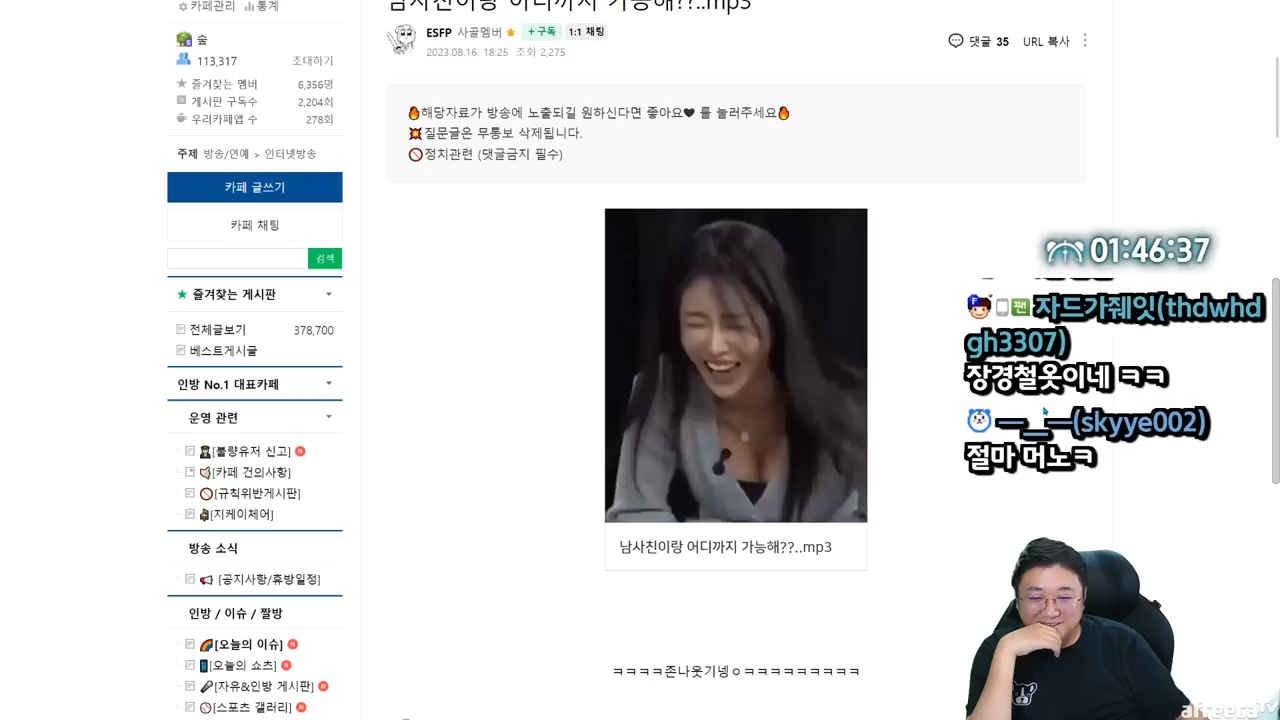 카페관리 통계
숲
113,317 초대하기
즐겨찾는 멤버 6,356명
게시판 구독수 2,204회
우리카페앱 수 278회
주제 방송/연예 > 인터넷방송
카페 글쓰기
카페 채팅
검색
즐겨찾는 게시판
전체글보기 378,700
베스트게시글
인방 No.1 대표카페
운영 관련
[불량유저 신고] N
[카페 건의사항]
[규칙위반게시판]
[지케이체어]
방송 소식
[공지사항/휴방일정]
인방 / 이슈 / 짤방
[오늘의 이슈] N
[오늘의 쇼츠] N
[자유&인방 게시판] N
[스포츠 갤러리] N
남사친이랑 어디까지 가능해??..mp3
ESFP 사골멤버 +구독 1:1 채팅
2023.08.16. 18:25 조회 2,275
댓글 35 URL 복사
해당자료가 방송에 노출되길 원하신다면 좋아요🖤 를 눌러주세요
질문글은 무통보 삭제됩니다.
정치관련 (댓글금지 필수)
남사친이랑 어디까지 가능해??..mp3
ㅋㅋㅋㅋ존나웃기넹ㅇㅋㅋㅋㅋㅋㅋㅋㅋㅋ
01:46:37
자드가줴잇(thdwhd
gh3307)
장경철옷이네 ㅋㅋ
ㅡ__ㅡ(skyye002)
절마 머노ㅋ
afreecaTV